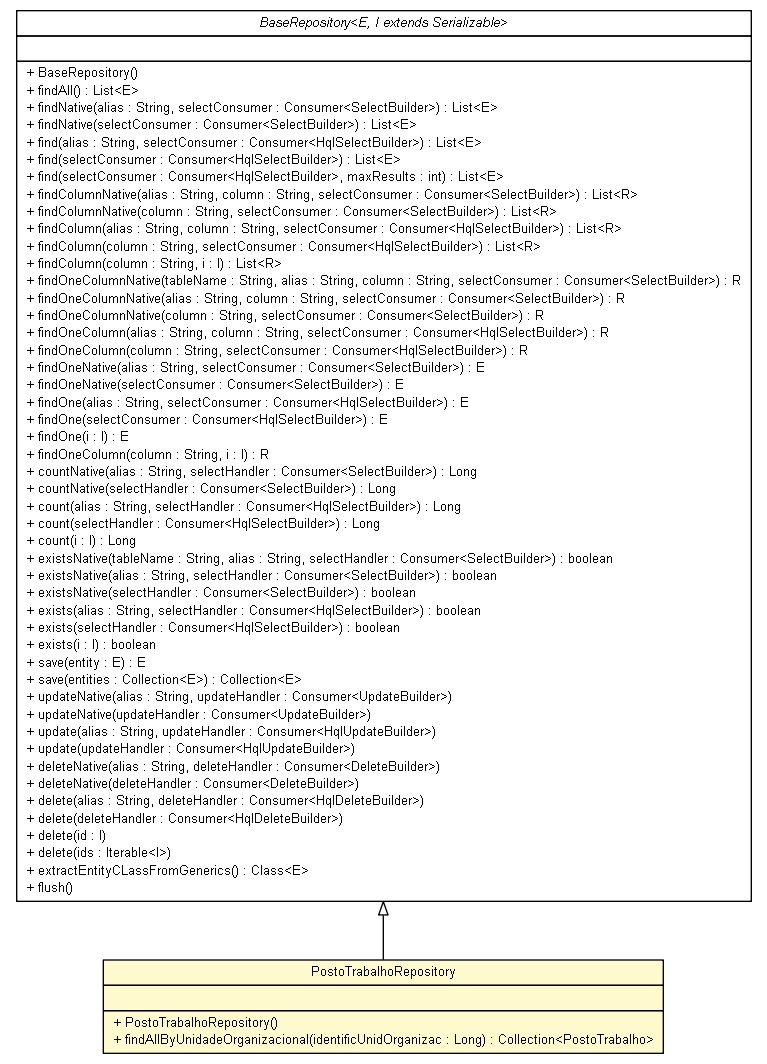 BaseRepository<E, I extends Serializable>
+ BaseRepository()
+ findAll() : List<E>
+ findNative(alias : String, selectConsumer : Consumer<SelectBuilder>) : List<E>
+ findNative(selectConsumer : Consumer<SelectBuilder>) : List<E>
+ find(alias : String, selectConsumer : Consumer<HqlSelectBuilder>) : List<E>
+ find(selectConsumer : Consumer<HqlSelectBuilder>) : List<E>
+ find(selectConsumer : Consumer<HqlSelectBuilder>, maxResults : int) : List<E>
+ findColumnNative(alias : String, column : String, selectConsumer : Consumer<SelectBuilder>) : List<R>
+ findColumnNative(column : String, selectConsumer : Consumer<SelectBuilder>) : List<R>
+ findColumn(alias : String, column : String, selectConsumer : Consumer<HqlSelectBuilder>) : List<R>
+ findColumn(column : String, selectConsumer : Consumer<HqlSelectBuilder>) : List<R>
+ findColumn(column : String, i : I) : List<R>
+ findOneColumnNative(tableName : String, alias : String, column : String, selectConsumer : Consumer<SelectBuilder>) : R
+ findOneColumnNative(alias : String, column : String, selectConsumer : Consumer<SelectBuilder>) : R
+ findOneColumnNative(column : String, selectConsumer : Consumer<SelectBuilder>) : R
+ findOneColumn(alias : String, column : String, selectConsumer : Consumer<HqlSelectBuilder>) : R
+ findOneColumn(column : String, selectConsumer : Consumer<HqlSelectBuilder>) : R
+ findOneNative(alias : String, selectConsumer : Consumer<SelectBuilder>) : E
+ findOneNative(selectConsumer : Consumer<SelectBuilder>) : E
+ findOne(alias : String, selectConsumer : Consumer<HqlSelectBuilder>) : E
+ findOne(selectConsumer : Consumer<HqlSelectBuilder>) : E
+ findOne(i : I) : E
+ findOneColumn(column : String, i : I) : R
+ countNative(alias : String, selectHandler : Consumer<SelectBuilder>) : Long
+ countNative(selectHandler : Consumer<SelectBuilder>) : Long
+ count(alias : String, selectHandler : Consumer<HqlSelectBuilder>) : Long
+ count(selectHandler : Consumer<HqlSelectBuilder>) : Long
+ count(i : I) : Long
+ existsNative(tableName : String, alias : String, selectHandler : Consumer<SelectBuilder>) : boolean
+ existsNative(alias : String, selectHandler : Consumer<SelectBuilder>) : boolean
+ existsNative(selectHandler : Consumer<SelectBuilder>) : boolean
+ exists(alias : String, selectHandler : Consumer<HqlSelectBuilder>) : boolean
+ exists(selectHandler : Consumer<HqlSelectBuilder>) : boolean
+ exists(i : I) : boolean
+ save(entity : E) : E
+ save(entities : Collection<E>) : Collection<E>
+ updateNative(alias : String, updateHandler : Consumer<UpdateBuilder>)
+ updateNative(updateHandler : Consumer<UpdateBuilder>)
+ update(alias : String, updateHandler : Consumer<HqlUpdateBuilder>)
+ update(updateHandler : Consumer<HqlUpdateBuilder>)
+ deleteNative(alias : String, deleteHandler : Consumer<DeleteBuilder>)
+ deleteNative(deleteHandler : Consumer<DeleteBuilder>)
+ delete(alias : String, deleteHandler : Consumer<HqlDeleteBuilder>)
+ delete(deleteHandler : Consumer<HqlDeleteBuilder>)
+ delete(id : I)
+ delete(ids : Iterable<I>)
+ extractEntityCLassFromGenerics() : Class<E>
+ flush()
PostoTrabalhoRepository
+ PostoTrabalhoRepository()
+ findAllByUnidadeOrganizacional(identificUnidOrganizac : Long) : Collection<PostoTrabalho>